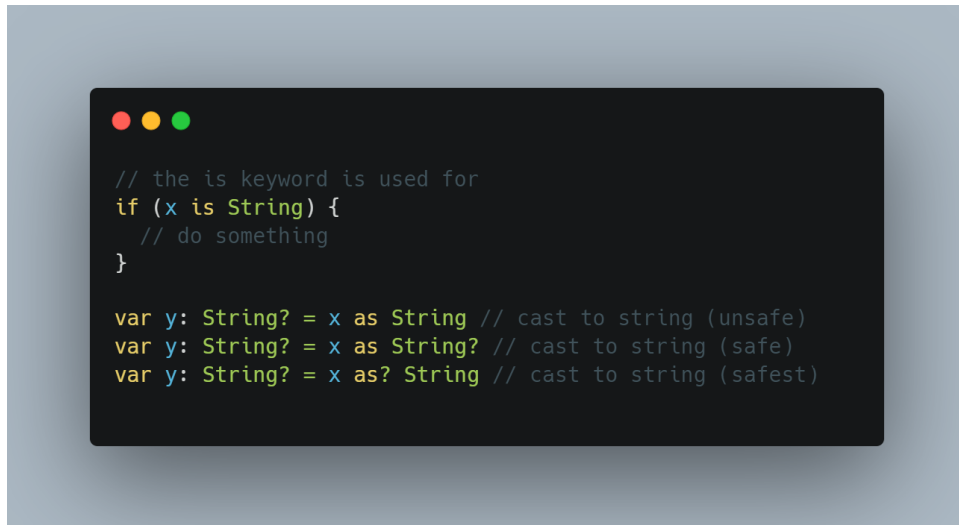 // the is keyword is used for
if (x is String) {
  // do something
}

var y: String? = x as String // cast to string (unsafe)
var y: String? = x as String? // cast to string (safe)
var y: String? = x as? String // cast to string (safest)